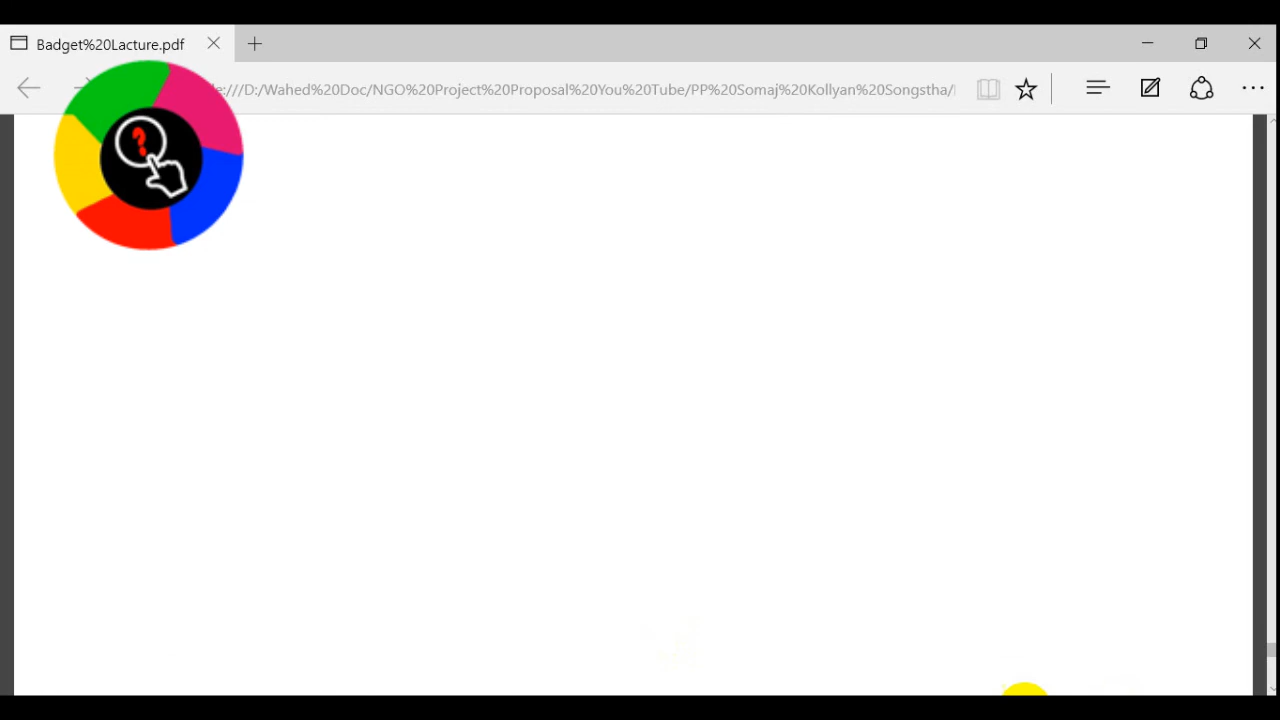 Badget%20Lacture.pdf
le:///D:/Wahed%20Doc/NGO%20Project%20Proposal%20You%20Tube/PP%20Somaj%20Kollyan%20Songstha/
?